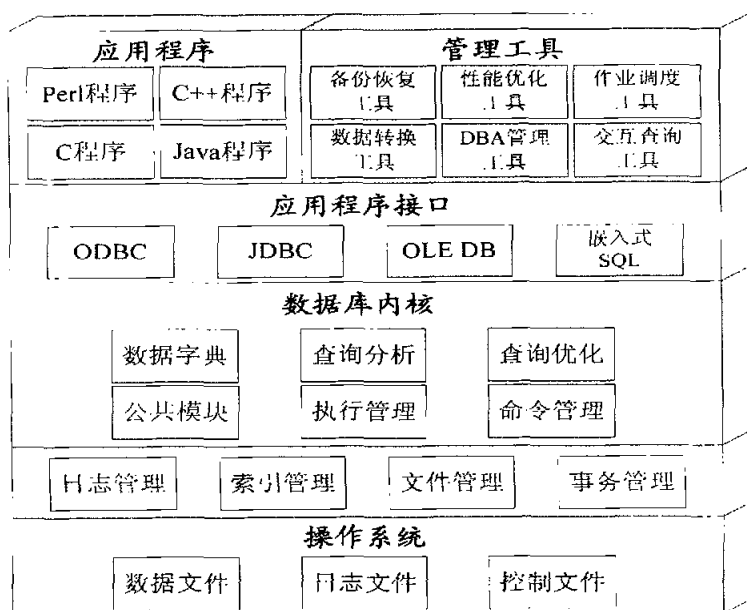 应用程序 管理工具
Perl程序 C++程序 备份恢复工具 性能优化工具 作业调度工具
C程序 Java程序 数据转换工具 DBA管理工具 交互查询工具
应用程序接口
ODBC JDBC OLE DB 嵌入式SQL
数据库内核
数据字典 查询分析 查询优化
公共模块 执行管理 命令管理
日志管理 索引管理 文件管理 事务管理
操作系统
数据文件 日志文件 控制文件